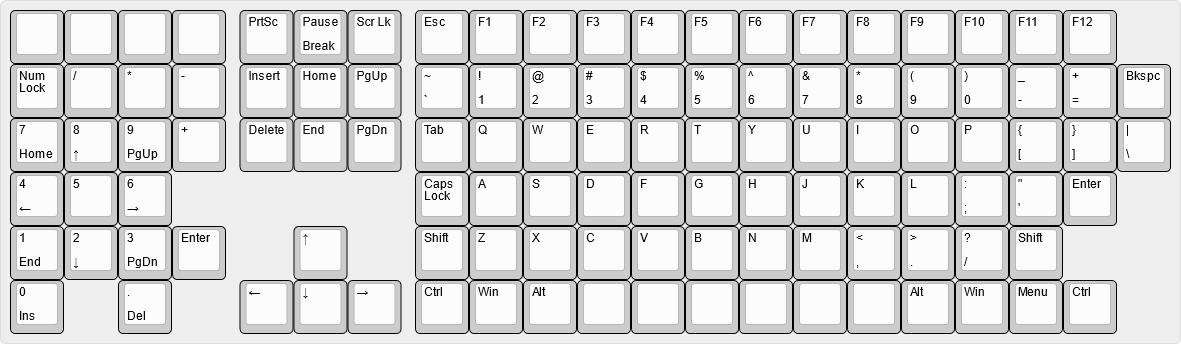 PrtSc Pause Scr Lk Esc F1 F2 F3 F4 F5 F6 F7 F8 F9 F10 F11 F12
Break
Num / * - Insert Home PgUp ~ ! @ # $ % ^ & * ( ) _ + Bkspc
Lock
` 1 2 3 4 5 6 7 8 9 0 - =
7 8 9 + Delete End PgDn Tab Q W E R T Y U I O P { } |
Home ↑ PgUp [ ] \
4 5 6 Caps A S D F G H J K L : " Enter
Lock
← → ; '
1 2 3 Enter ↑ Shift Z X C V B N M < > ? Shift
End ↓ PgDn , . /
0 . ← ↓ → Ctrl Win Alt Alt Win Menu Ctrl
Ins Del